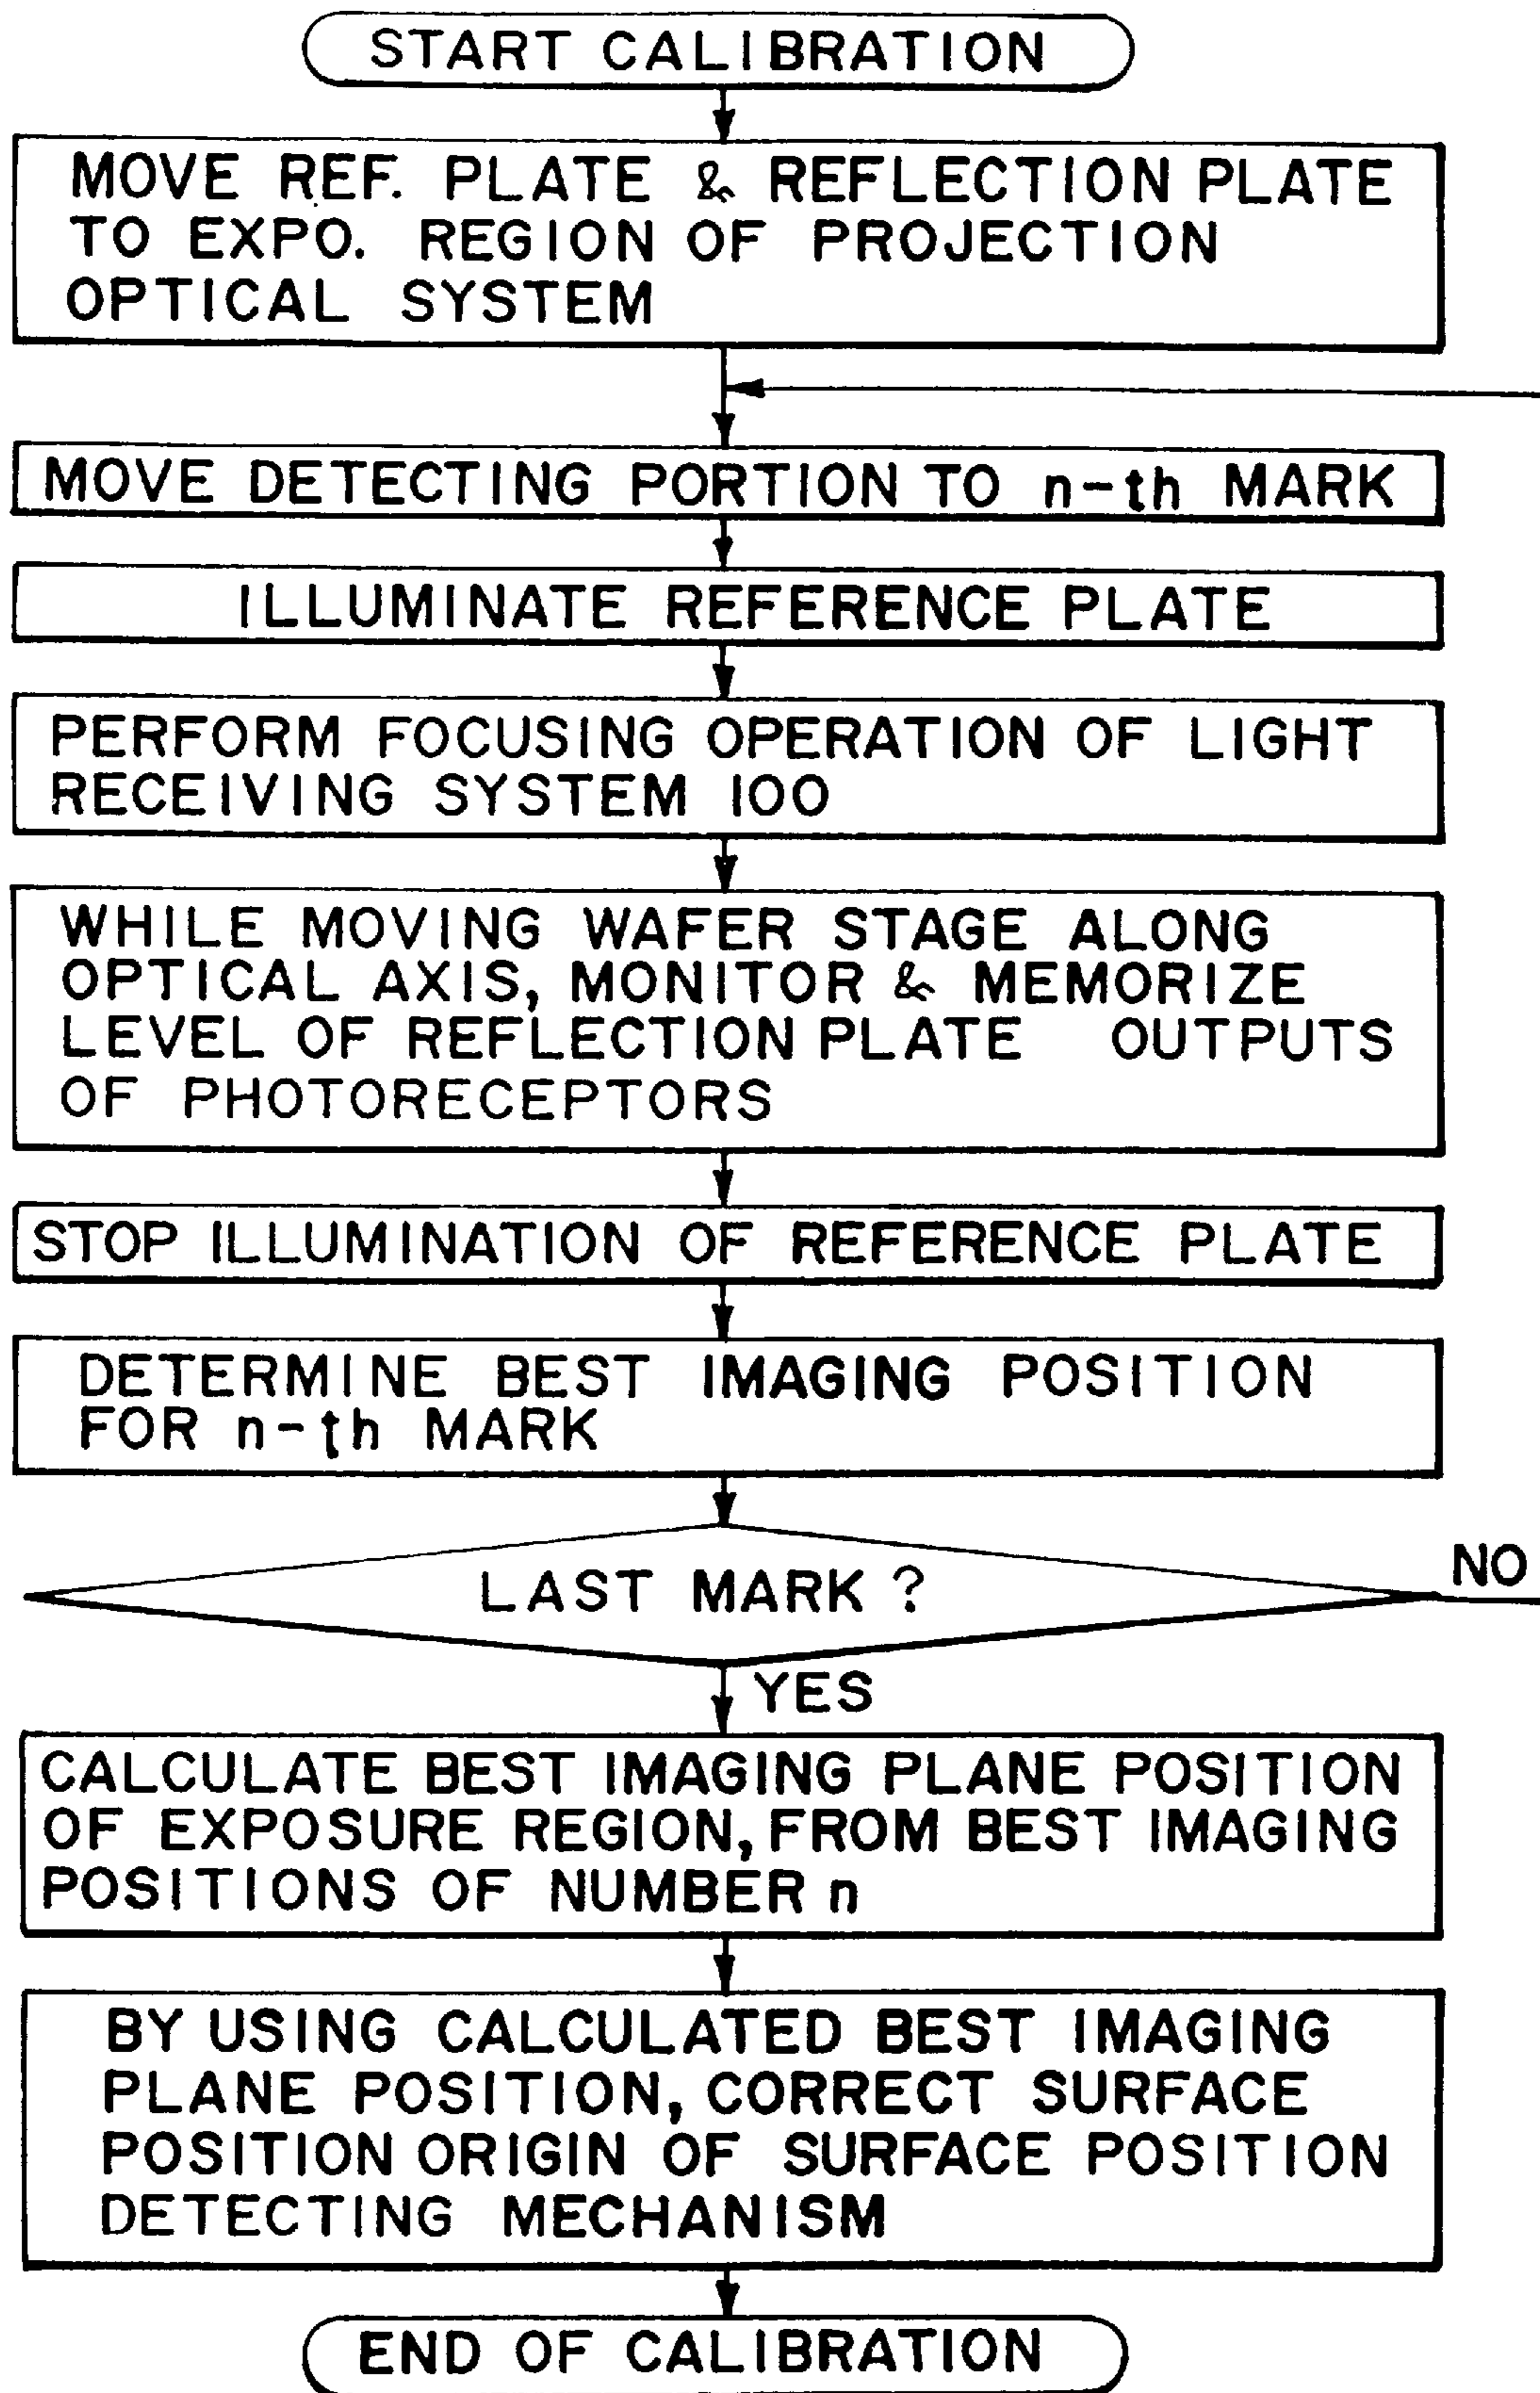 START CALIBRATION
MOVE REF. PLATE & REFLECTION PLATE
TO EXPO. REGION OF PROJECTION
OPTICAL SYSTEM
MOVE DETECTING PORTION TO n-th MARK
ILLUMINATE REFERENCE PLATE
PERFORM FOCUSING OPERATION OF LIGHT
RECEIVING SYSTEM 100
WHILE MOVING WAFER STAGE ALONG
OPTICAL AXIS, MONITOR & MEMORIZE
LEVEL OF REFLECTION PLATE OUTPUTS
OF PHOTORECEPTORS
STOP ILLUMINATION OF REFERENCE PLATE
DETERMINE BEST IMAGING POSITION
FOR n-th MARK
LAST MARK ?
NO
YES
CALCULATE BEST IMAGING PLANE POSITION
OF EXPOSURE REGION, FROM BEST IMAGING
POSITIONS OF NUMBER n
BY USING CALCULATED BEST IMAGING
PLANE POSITION, CORRECT SURFACE
POSITION ORIGIN OF SURFACE POSITION
DETECTING MECHANISM
END OF CALIBRATION